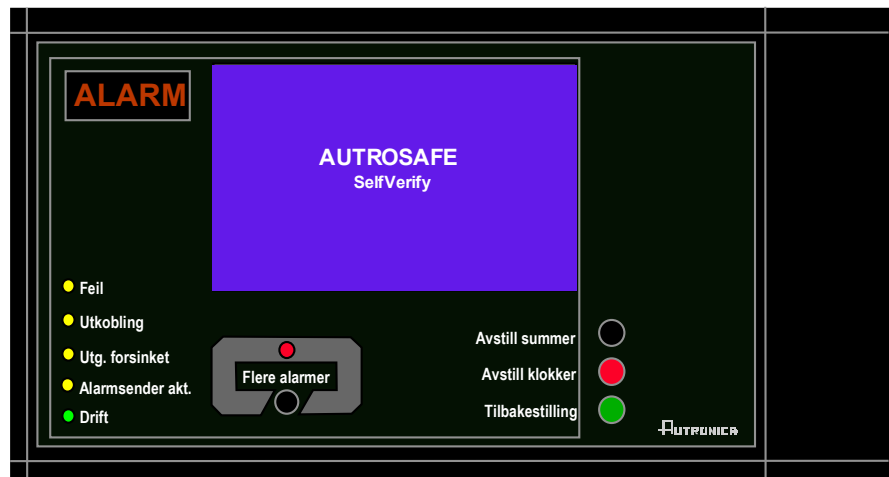 ALARM
AUTROSAFE
SelfVerify
Feil
Utkobling
Utg. forsinket
Alarmsender akt.
Drift
Flere alarmer
Avstill summer
Avstill klokker
Tilbakestilling
AUTRONICA